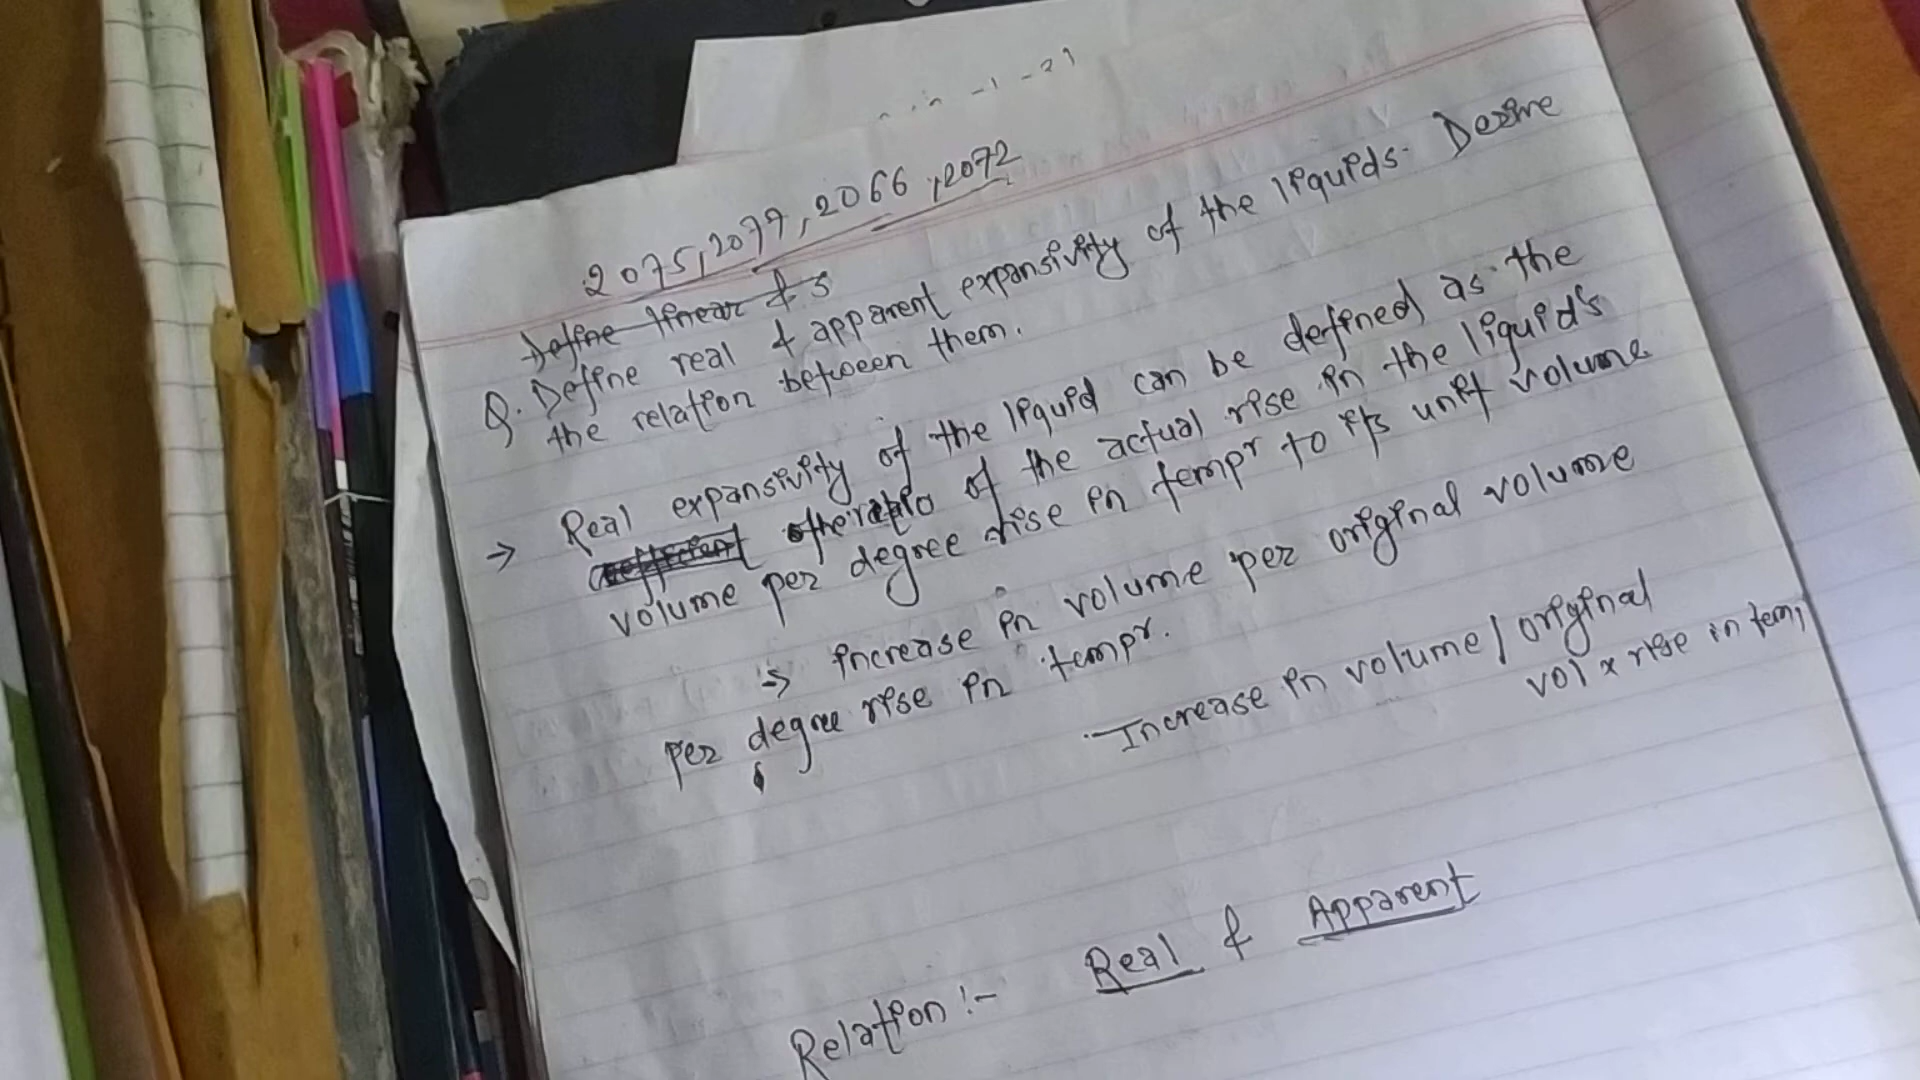 2075, 2077, 2066, 2072
Define linear & s
Q. Define real & apparent expansivity of the liquids. Derive
the relation between them.
→ Real expansivity of the liquid can be defined as the
coefficient the ratio of the actual rise in the liquid's
volume per degree rise in tempr to its unit volume
→ increase in volume per original volume
per degree rise in tempr.
Increase in volume / original
vol x rise in tem
Relation :- Real & Apparent